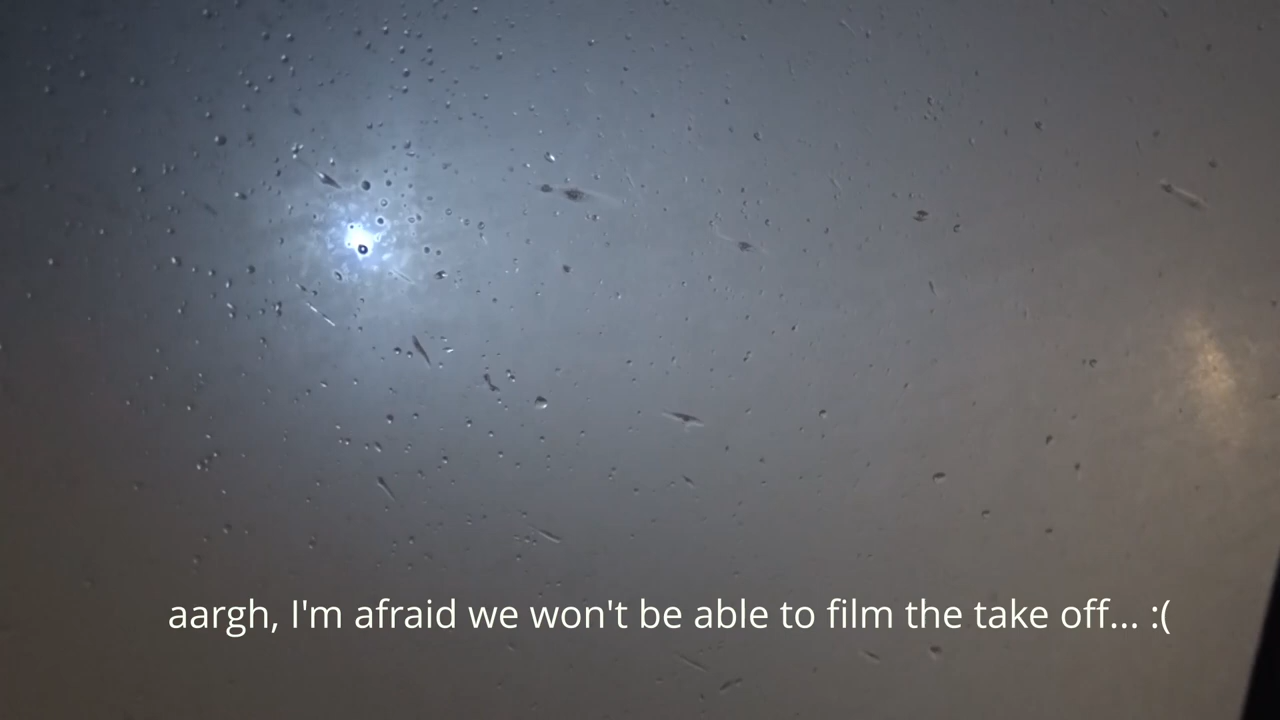 aargh, I'm afraid we won't be able to film the take off... :(